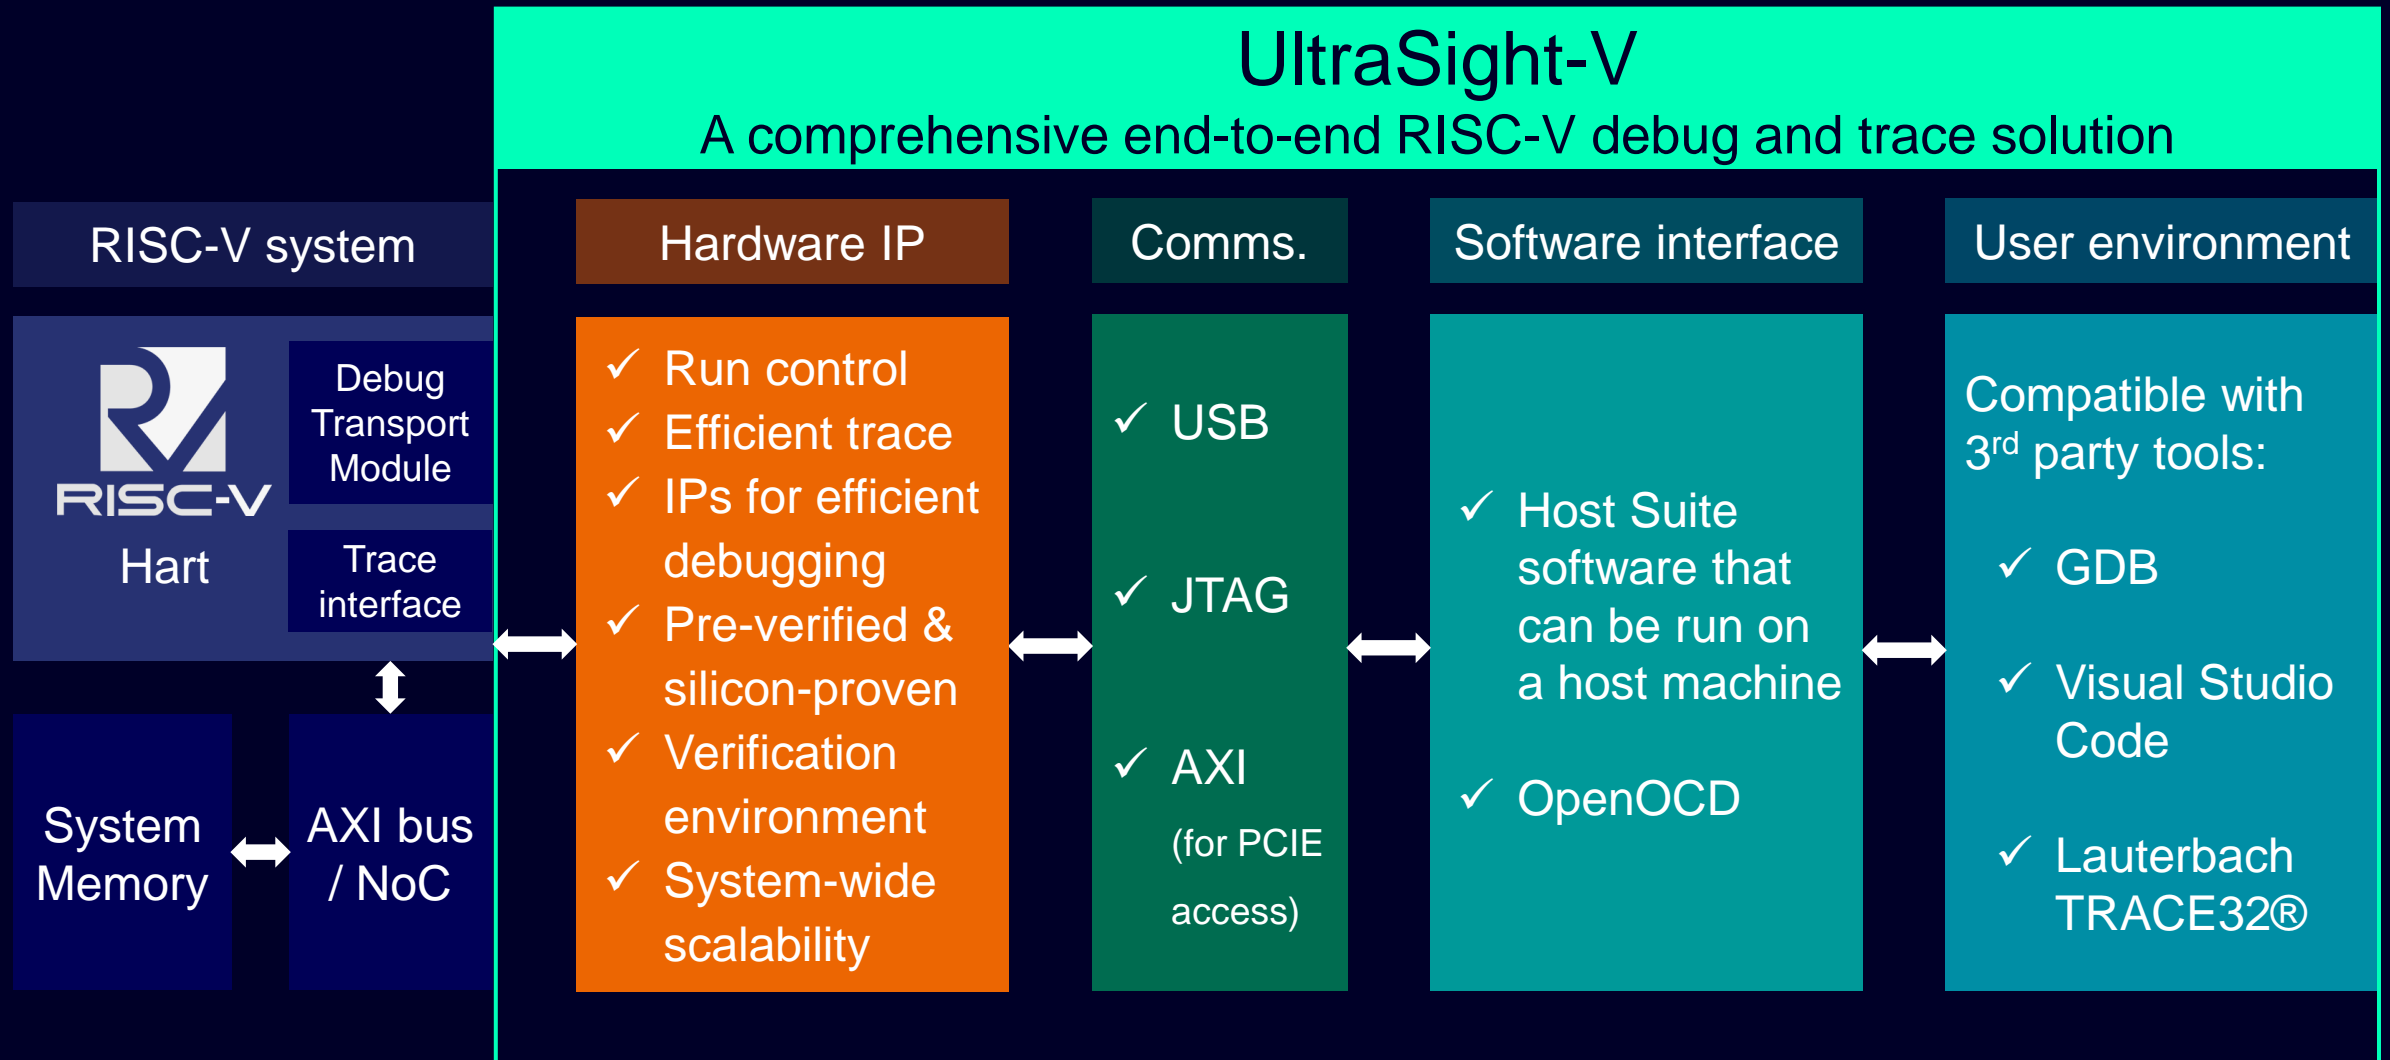 UltraSight-V
A comprehensive end-to-end RISC-V debug and trace solution
RISC-V system
RISC-V
Hart
Debug
Transport
Module
Trace
interface
System
Memory
AXI bus
/ NoC
Hardware IP
✓ Run control
✓ Efficient trace
✓ IPs for efficient
debugging
✓ Pre-verified &
silicon-proven
✓ Verification
environment
✓ System-wide
scalability
Comms.
✓ USB
✓ JTAG
✓ AXI
(for PCIE
access)
Software interface
✓ Host Suite
software that
can be run on
a host machine
✓ OpenOCD
User environment
Compatible with
3rd party tools:
✓ GDB
✓ Visual Studio
Code
✓ Lauterbach
TRACE32®